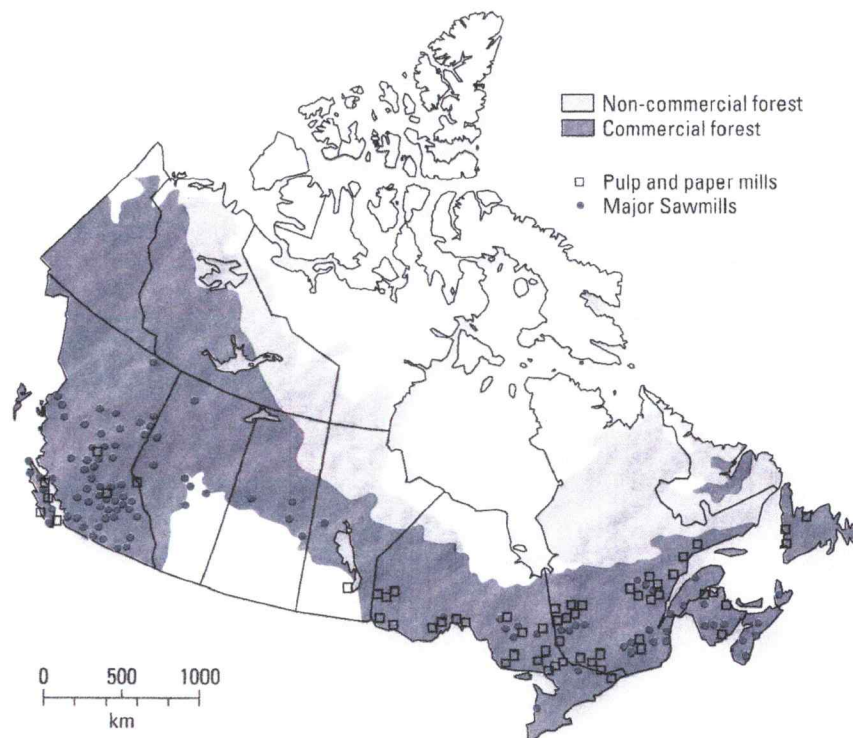 Non-commercial forest
Commercial forest
Pulp and paper mills
Major Sawmills
0 500 1000
km